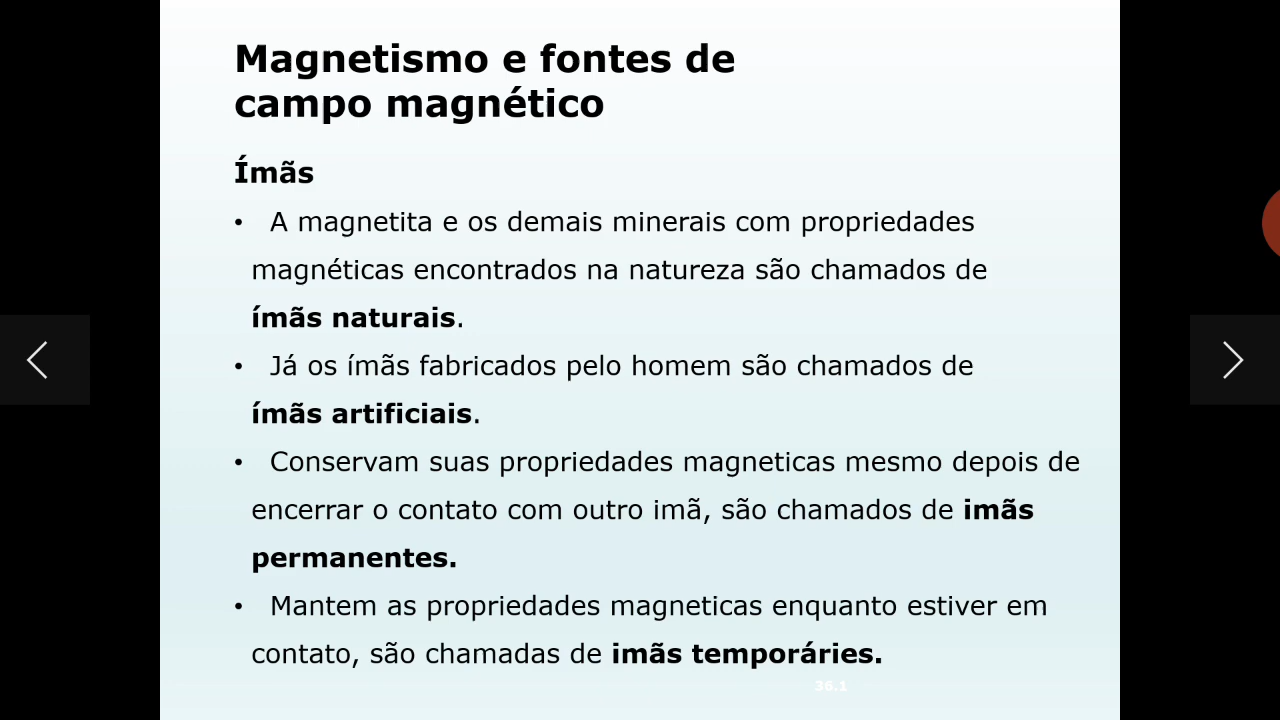 Magnetismo e fontes de
campo magnético
Ímãs
• A magnetita e os demais minerais com propriedades
magnéticas encontrados na natureza são chamados de
ímãs naturais.
• Já os ímãs fabricados pelo homem são chamados de
ímãs artificiais.
• Conservam suas propriedades magneticas mesmo depois de
encerrar o contato com outro imã, são chamados de imãs
permanentes.
• Mantem as propriedades magneticas enquanto estiver em
contato, são chamadas de imãs temporáries.
36.1